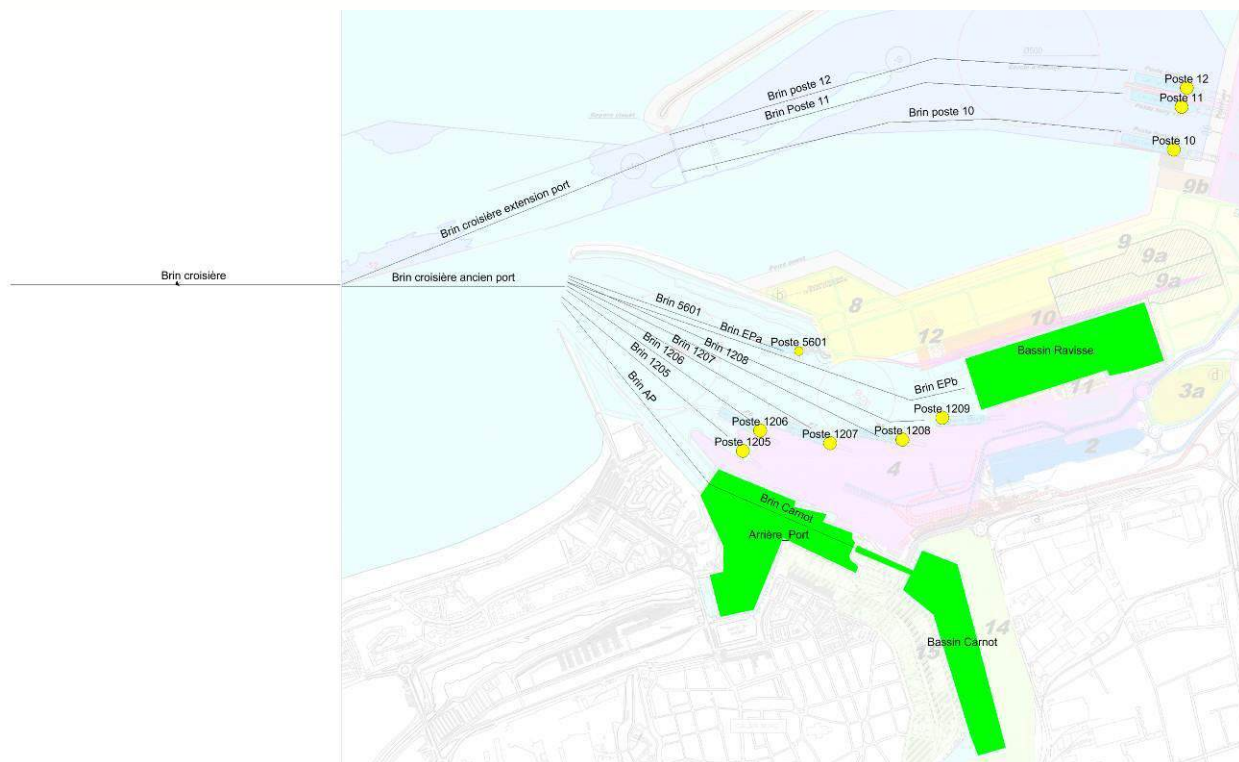 Brin poste 12
Poste 12
Brin Poste 11
Poste 11
Brin poste 10
Poste 10
9b
Brin croisière extension port
9
9a
9a
Brin croisière
Brin croisière ancien port
8
Brin 5601
10
12
Brin EPa
Poste 5601
Bassin Ravisse
Brin 1208
Brin 1207
Brin 1206
Brin 1205
Brin EPb
11
3a
d
Brin AP
Poste 1209
Poste 1206
Poste 1205
Poste 1207
Poste 1208
2
4
Brin Carnot
Arrière_Port
14
Bassin Carnot